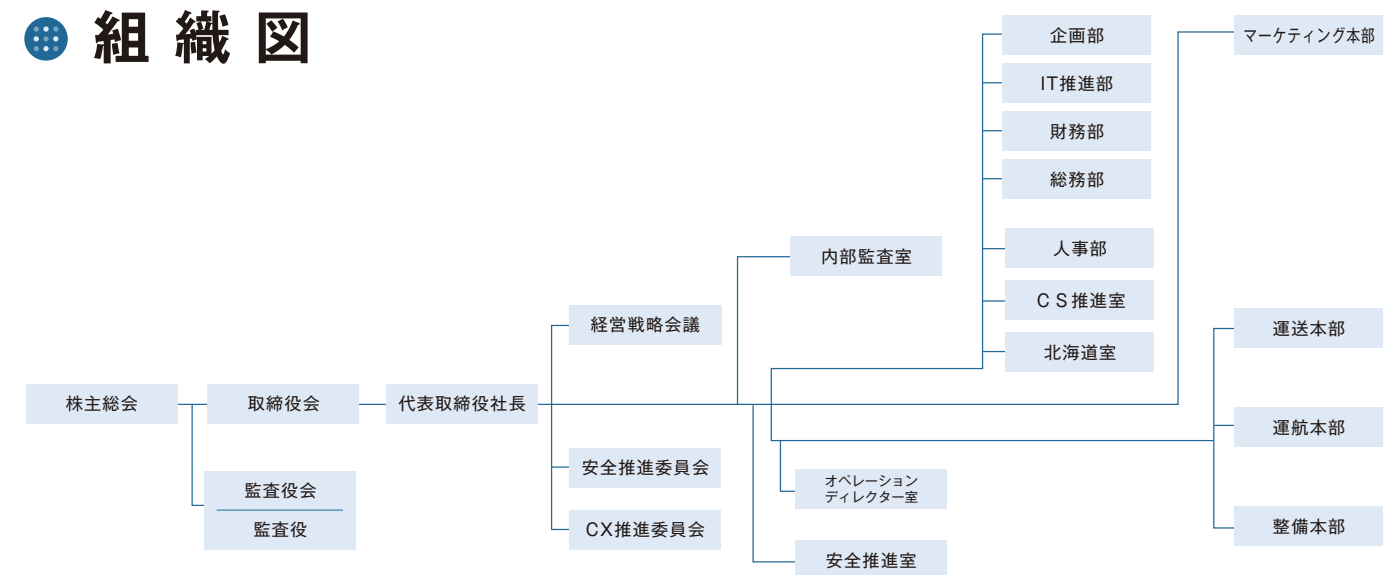 組織図
企画部
マーケティング本部
IT推進部
財務部
総務部
人事部
内部監査室
ＣＳ推進室
経営戦略会議
運送本部
北海道室
株主総会
取締役会
代表取締役社長
運航本部
安全推進委員会
監査役会
オペレーション
ディレクター室
監査役
CX推進委員会
整備本部
安全推進室